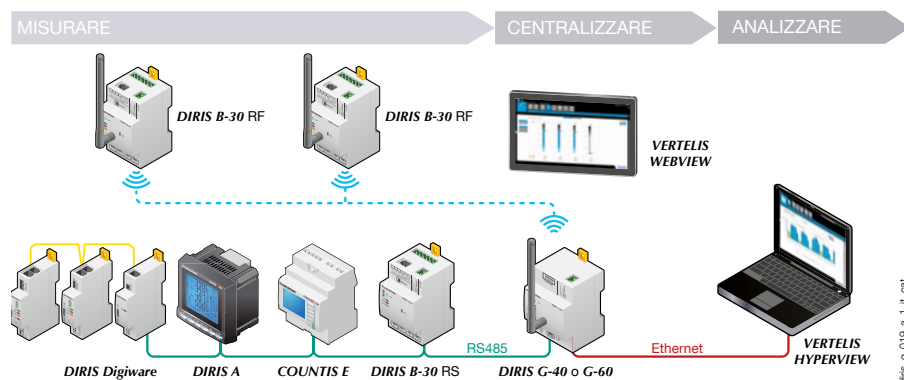 MISURARE
CENTRALIZZARE
ANALIZZARE
DIRIS B-30 RF
DIRIS B-30 RF
VERTELIS
WEBVIEW
RS485
Ethernet
DIRIS Digiware
DIRIS A
COUNTIS E
DIRIS B-30 RS
DIRIS G-40 o G-60
VERTELIS
HYPERVIEW